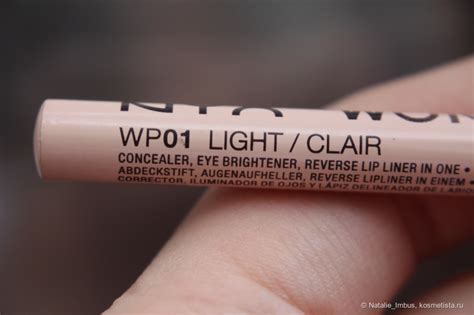 WP01 LIGHT / CLAIR
CONCEALER, EYE BRIGHTENER, REVERSE LIP LINER IN ONE •
ABDECKSTIFT, AUGENAUFHELLER, REVERSE LIPLINER IN EINEM •
CORRECTOR, ILUMINADOR DE OJOS Y LÁPIZ DELINEADOR DE
© Natalie_Imbus, kosmetista.ru